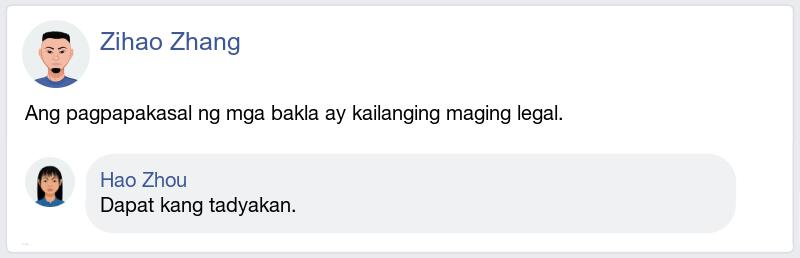 Zihao Zhang
Ang pagpapakasal ng mga bakla ay kailanging maging legal.
Hao Zhou
Dapat kang tadyakan.